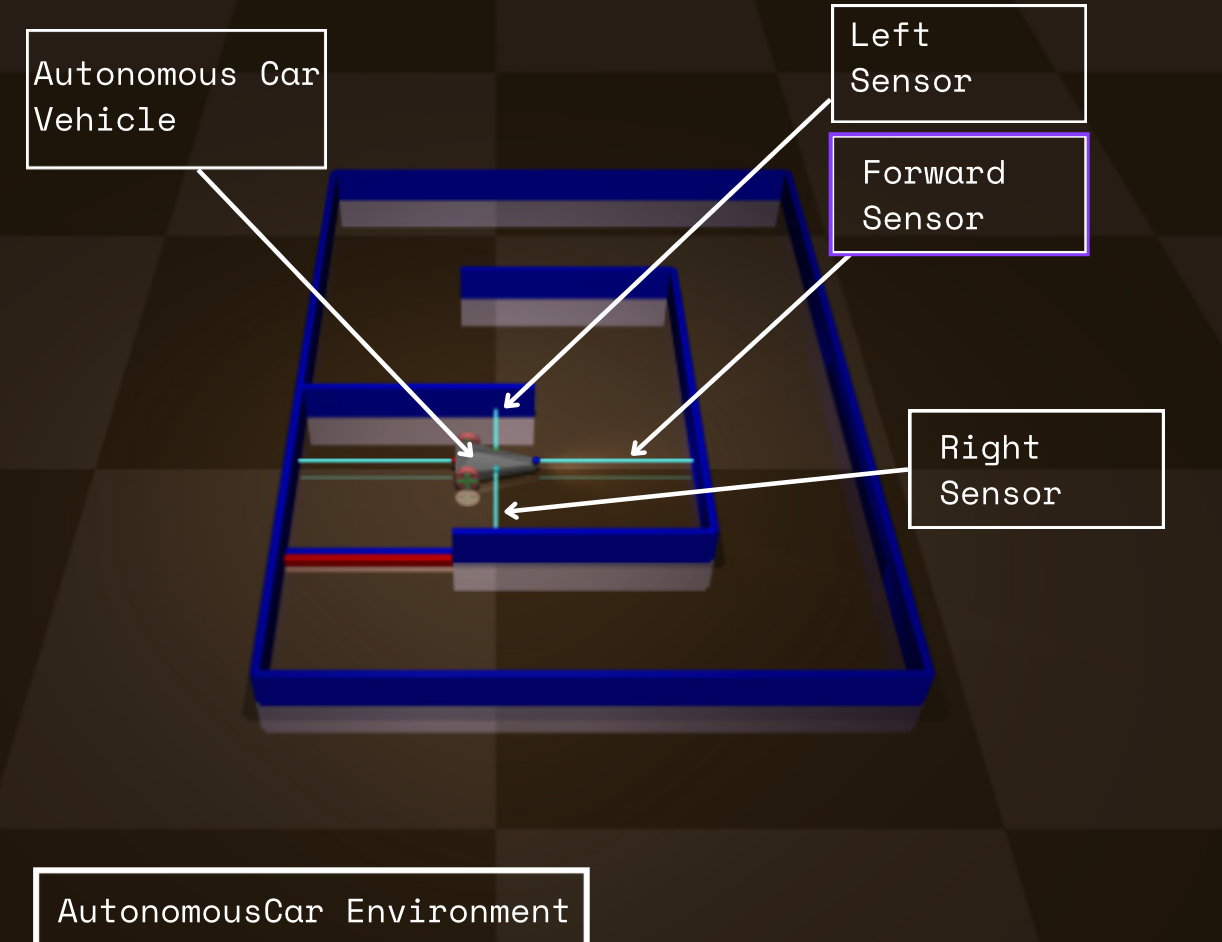 Autonomous Car
Vehicle
Left
Sensor
Forward
Sensor
Right
Sensor
AutonomousCar Environment